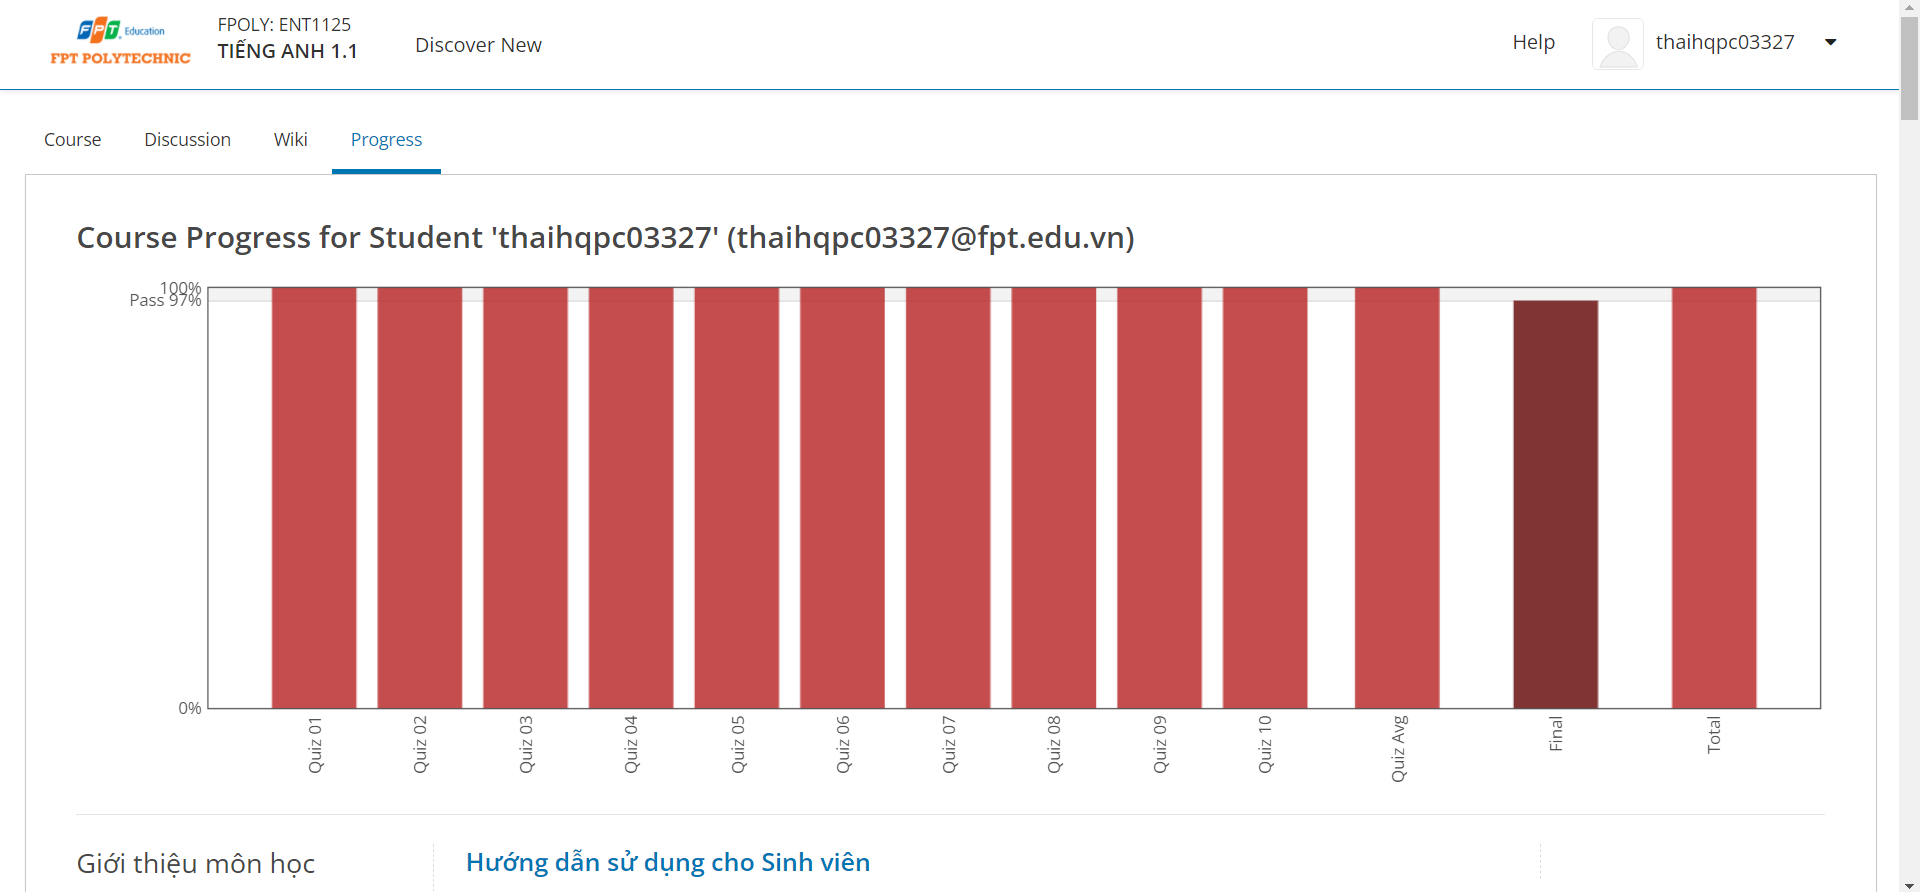 FPT Education
FPT POLYTECHNIC
FPOLY: ENT1125
TIẾNG ANH 1.1
Discover New
Help
thaihqpc03327
Course
Discussion
Wiki
Progress
Course Progress for Student 'thaihqpc03327' (thaihqpc03327@fpt.edu.vn)
100%
Pass 97%
0%
Quiz 01
Quiz 02
Quiz 03
Quiz 04
Quiz 05
Quiz 06
Quiz 07
Quiz 08
Quiz 09
Quiz 10
Quiz Avg
Final
Total
Giới thiệu môn học
Hướng dẫn sử dụng cho Sinh viên